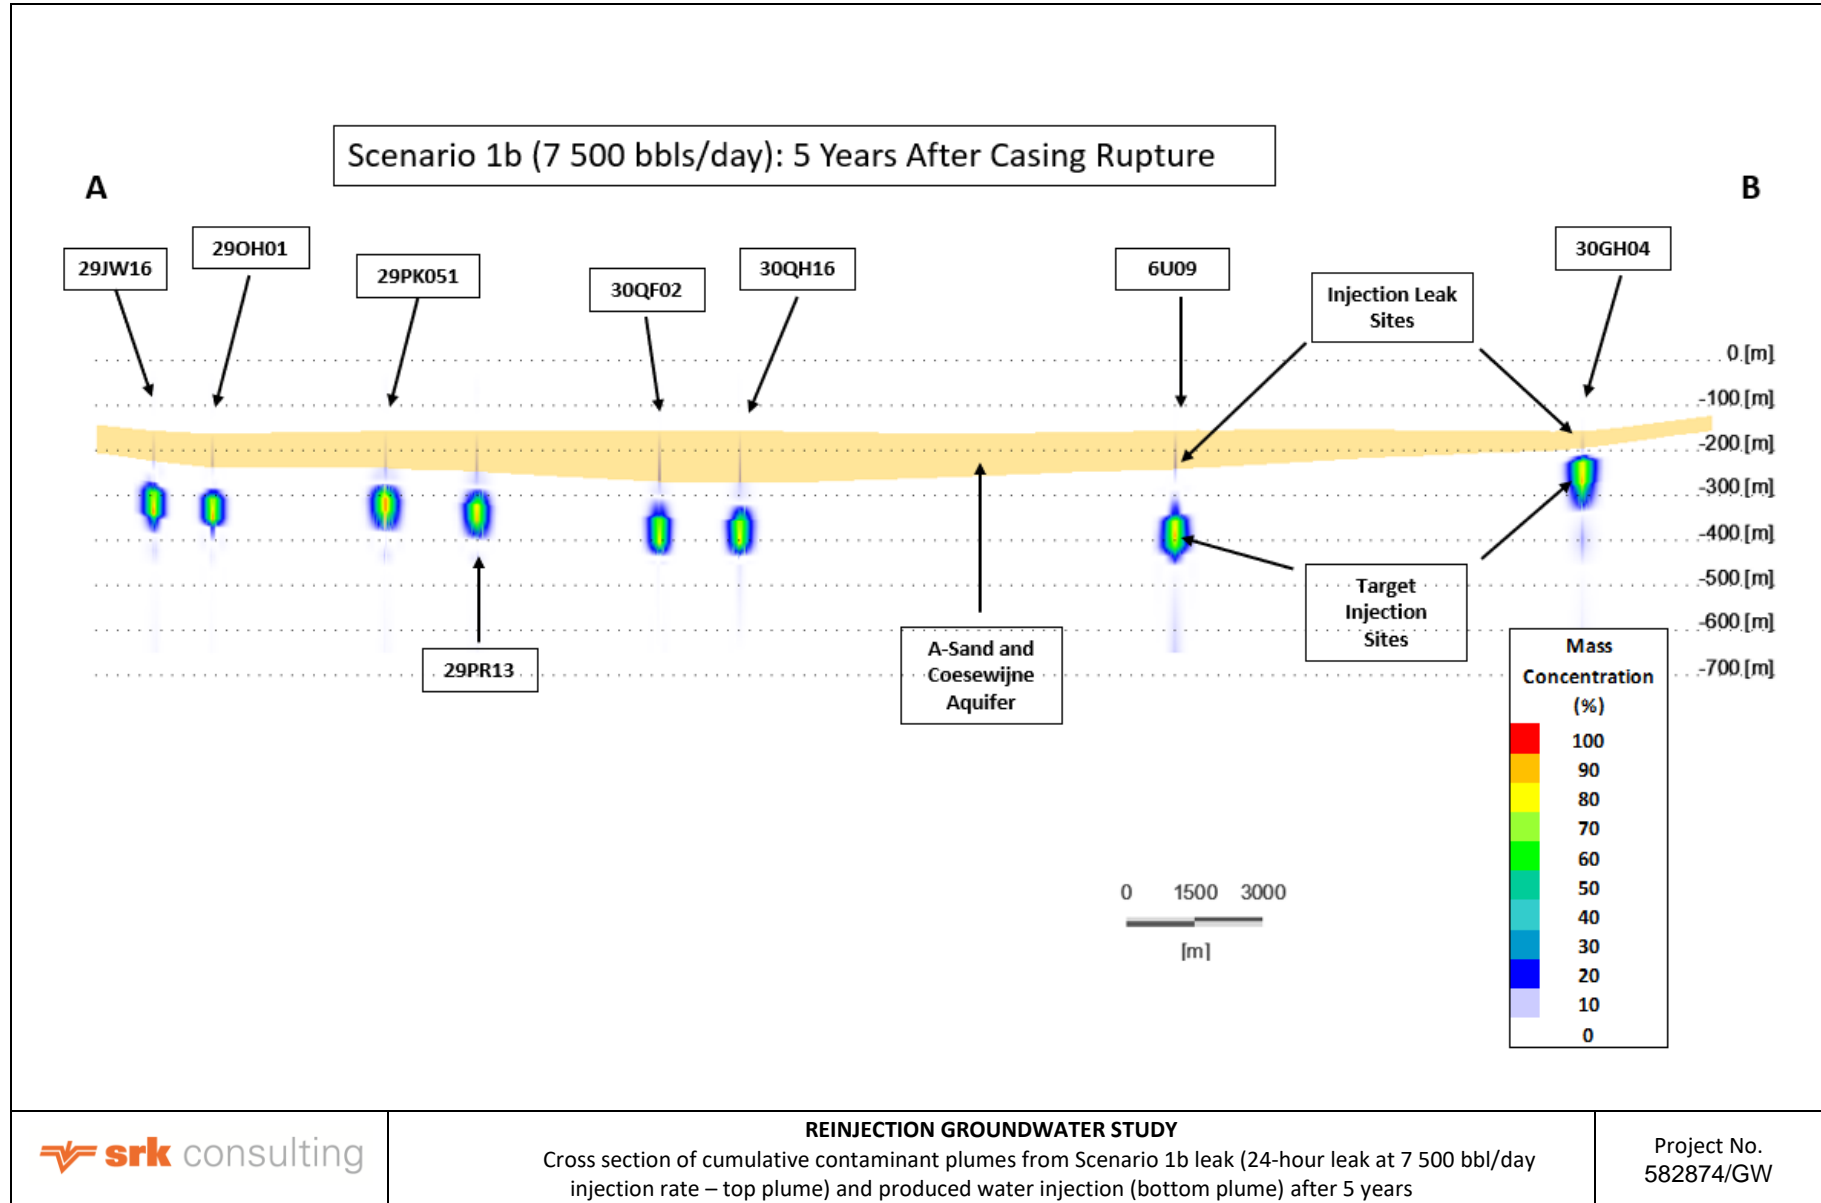 Scenario 1b (7 500 bbls/day): 5 Years After Casing Rupture
A
B
29JW16
29OH01
29PK051
30QF02
30QH16
6U09
30GH04
Injection Leak
Sites
0 [m]
-100 [m]
-200 [m]
-300 [m]
-400 [m]
-500 [m]
-600 [m]
-700 [m]
29PR13
A-Sand and
Coesewijne
Aquifer
Target
Injection
Sites
Mass
Concentration
(%)
100
90
80
70
60
50
40
30
20
10
0
0 1500 3000
[m]
srk consulting
REINJECTION GROUNDWATER STUDY
Cross section of cumulative contaminant plumes from Scenario 1b leak (24-hour leak at 7 500 bbl/day
injection rate – top plume) and produced water injection (bottom plume) after 5 years
Project No.
582874/GW